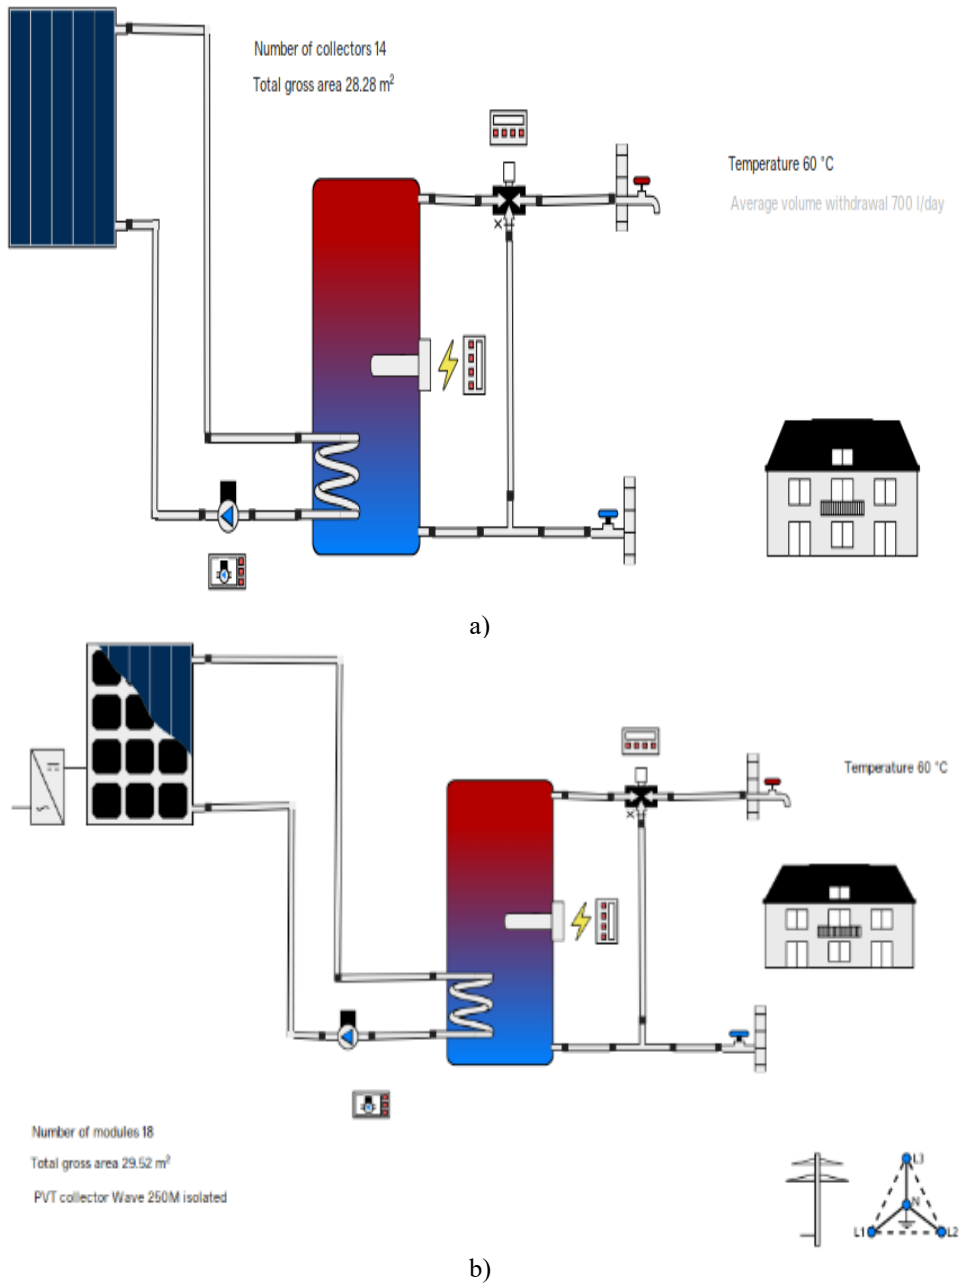 Number of collectors 14
Total gross area 28.28 m²
Temperature 60 °C
Average volume withdrawal 700 l/day
a)
Temperature 60 °C
Number of modules 18
Total gross area 29.52 m²
PVT collector Wave 250M isolated
L3
N
L1
L2
b)